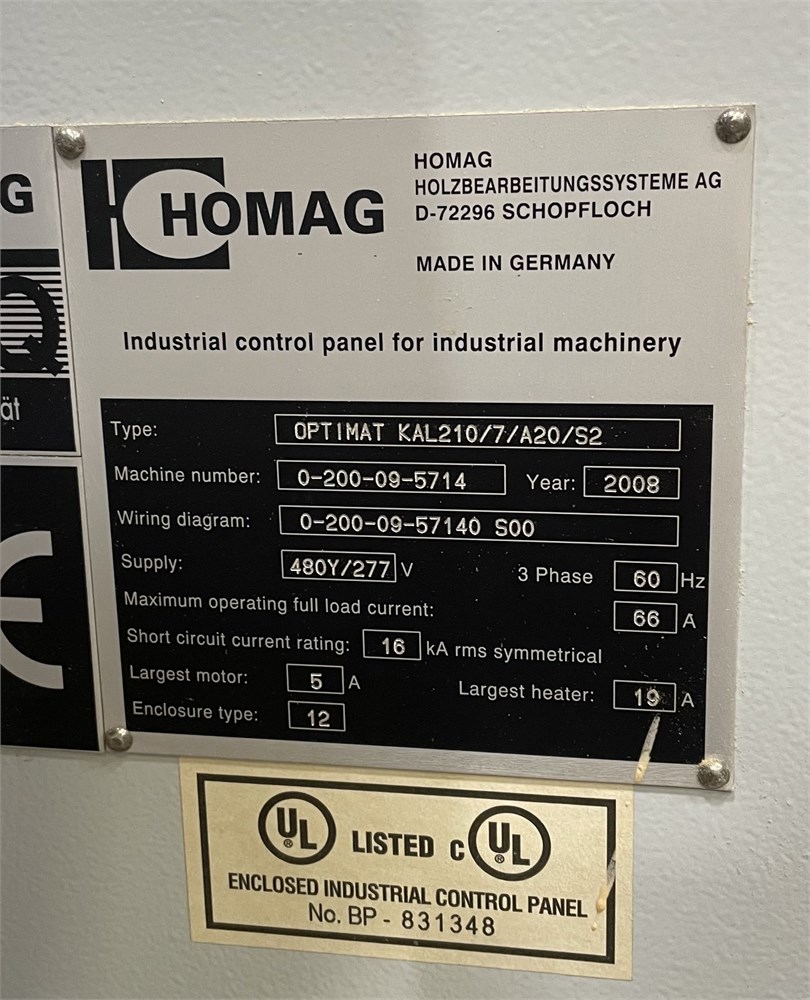 G
ät
HOMAG
HOMAG
HOLZBEARBEITUNGSSYSTEME AG
D-72296 SCHOPFLOCH
MADE IN GERMANY
Industrial control panel for industrial machinery
Type: OPTIMAT KAL210/7/A20/S2
Machine number: 0-200-09-5714 Year: 2008
Wiring diagram: 0-200-09-57140 S00
Supply: 480Y/277 V 3 Phase 60 Hz
Maximum operating full load current: 66 A
Short circuit current rating: 16 kA rms symmetrical
Largest motor: 5 A Largest heater: 19 A
Enclosure type: 12
UL ® LISTED C UL ®
ENCLOSED INDUSTRIAL CONTROL PANEL
No. BP - 831348